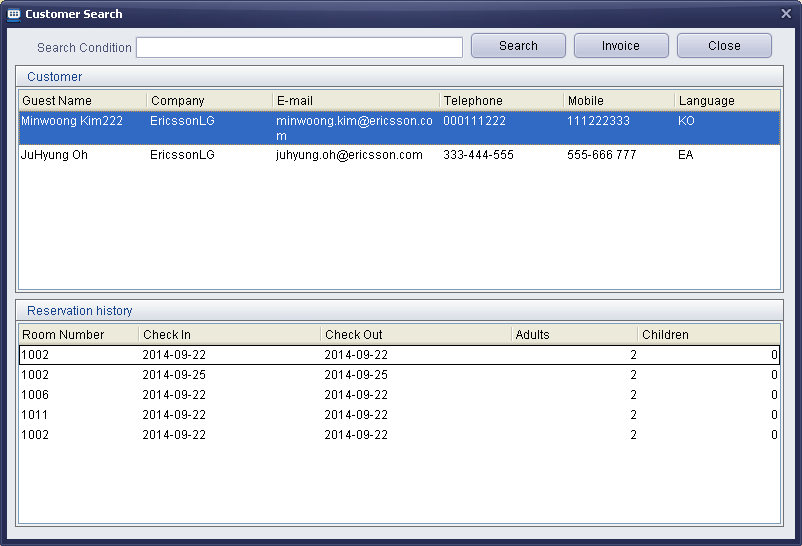 Customer Search
Search Condition Search Invoice Close
Customer
Guest Name Company E-mail Telephone Mobile Language
Minwoong Kim222 EricssonLG minwoong.kim@ericsson.co 000111222 111222333 KO
m
JuHyung Oh EricssonLG juhyung.oh@ericsson.com 333-444-555 555-666 777 EA
Reservation history
Room Number Check In Check Out Adults Children
1002 2014-09-22 2014-09-22 2 0
1002 2014-09-25 2014-09-25 2 0
1006 2014-09-22 2014-09-22 2 0
1011 2014-09-22 2014-09-22 2 0
1002 2014-09-22 2014-09-22 2 0